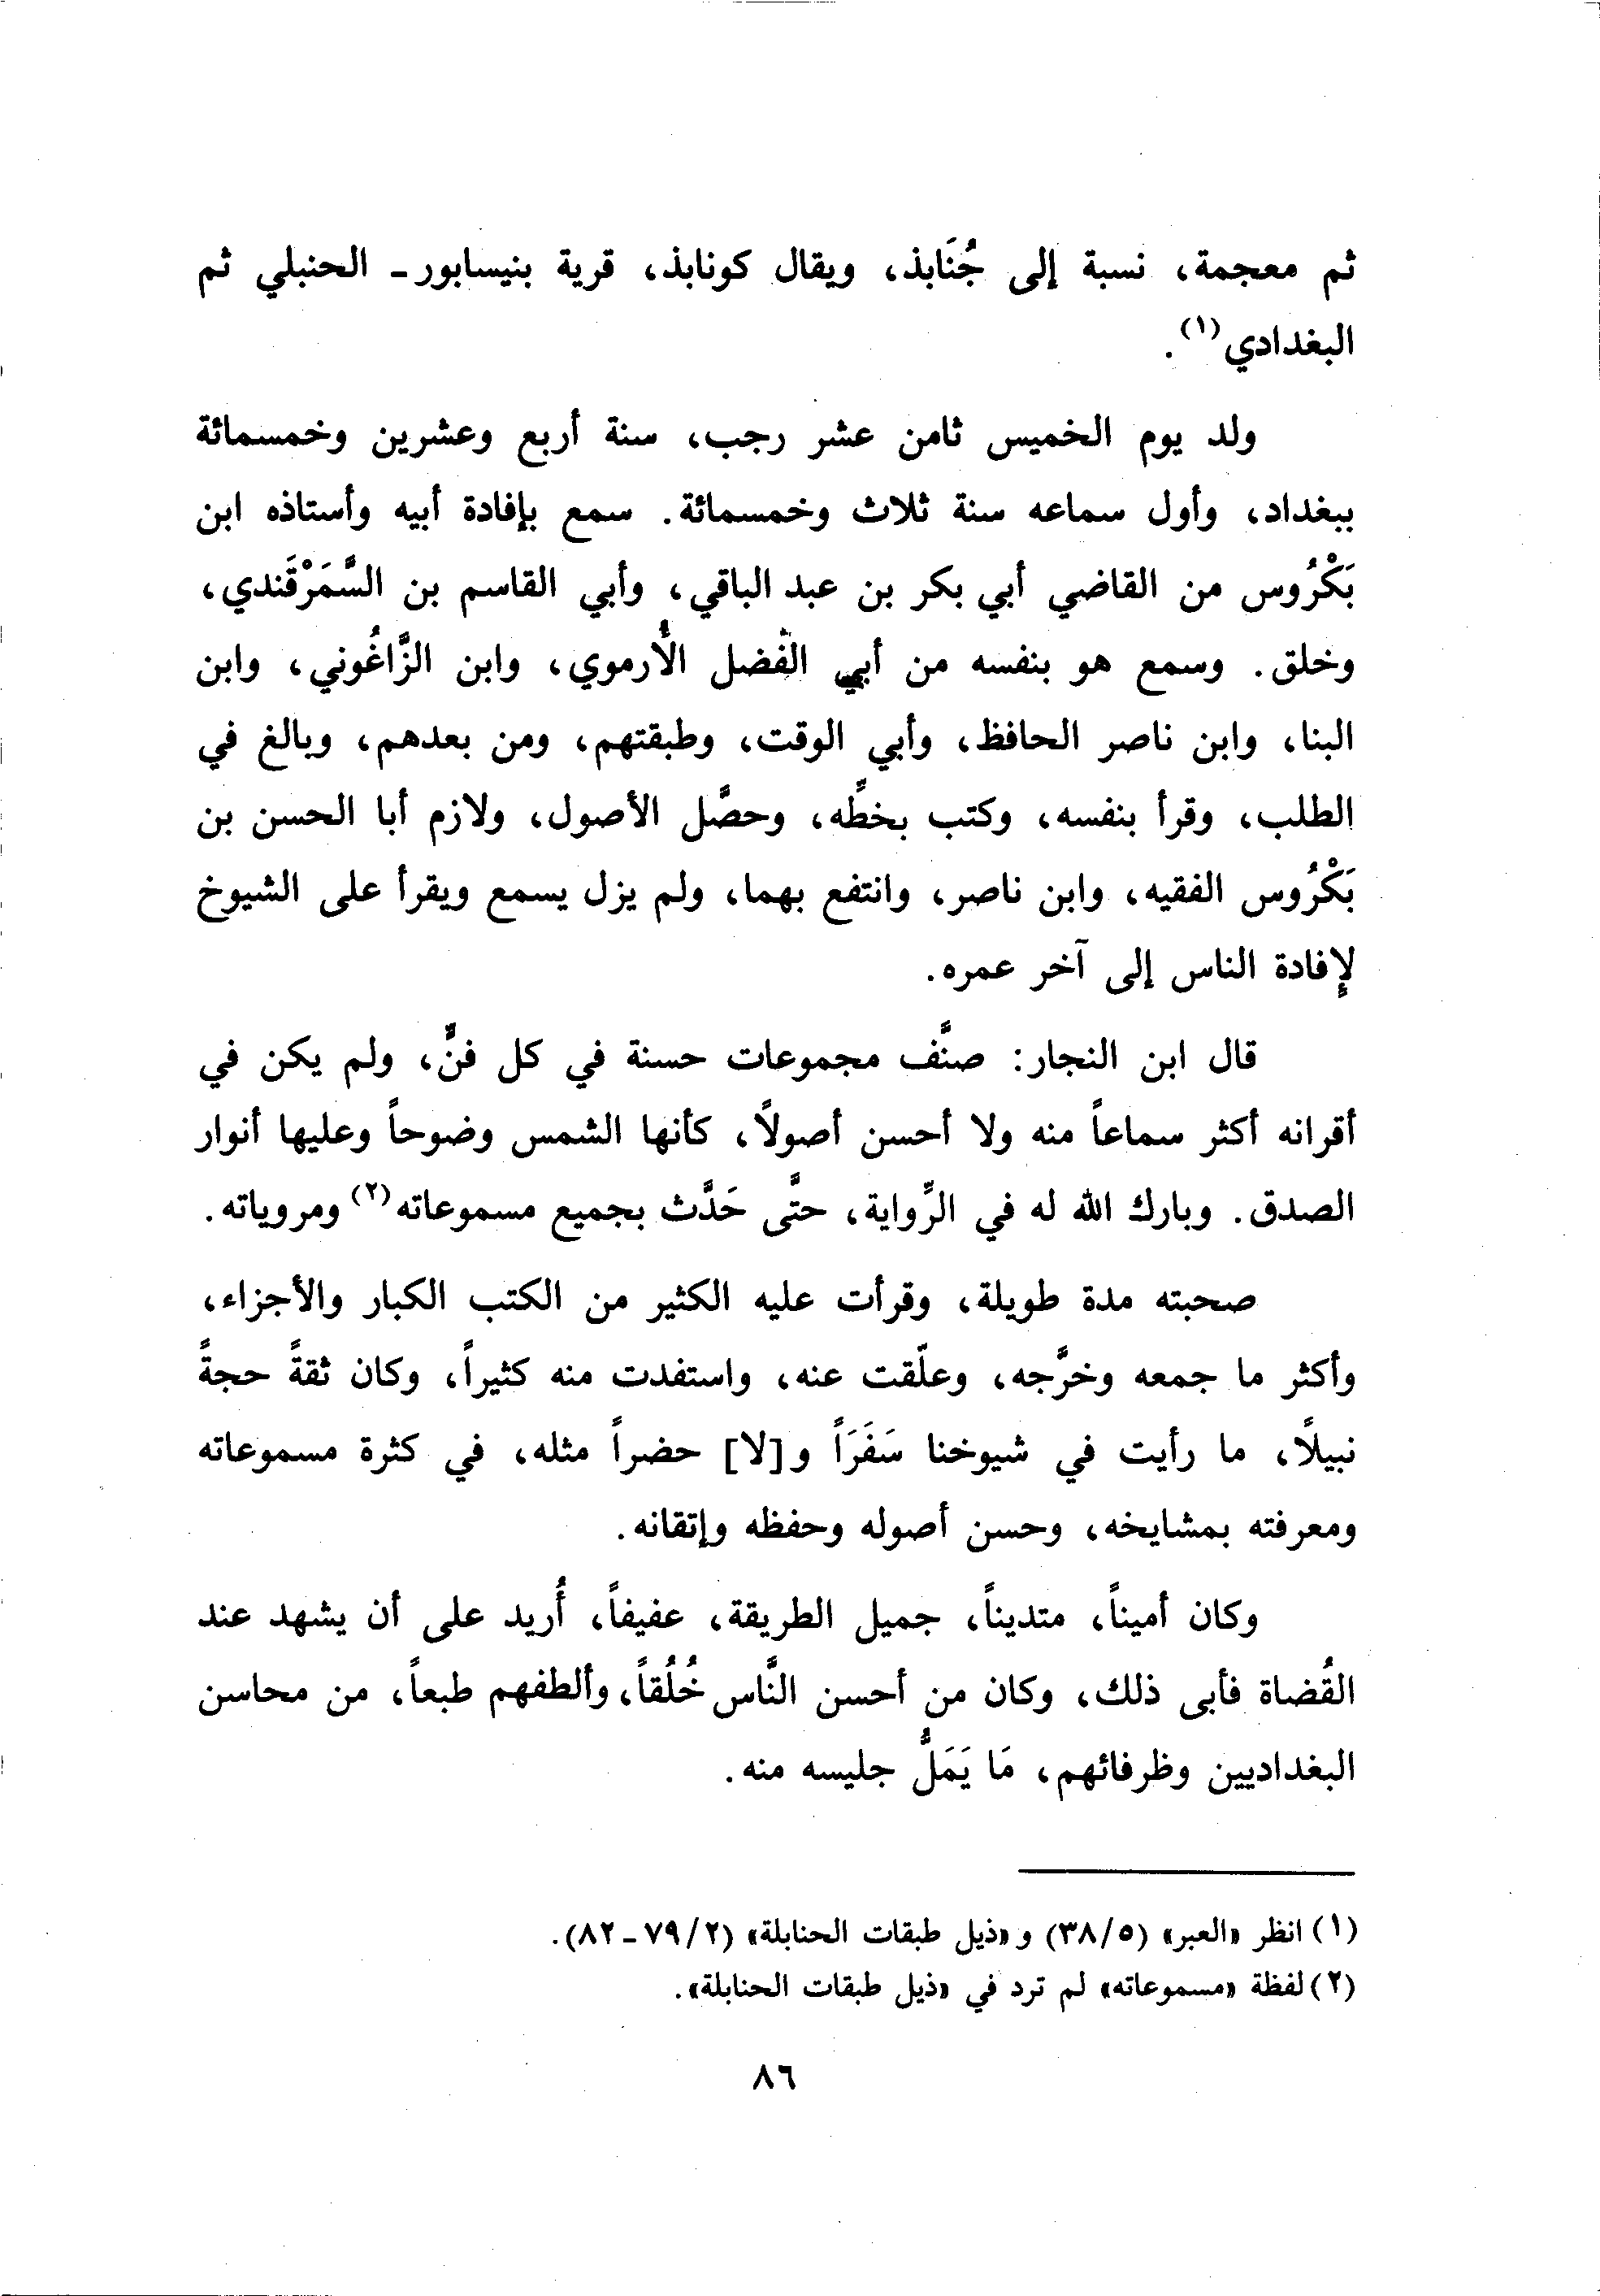 ثم معجمة، نسبة إلى جُنَابذ، ويقال كونابذ، قرية بنيسابور ـ الحنبلي ثم
البغدادي(١).
ولد يوم الخميس ثامن عشر رجب، سنة أربع وعشرين وخمسمائة
ببغداد، وأول سماعه سنة ثلاث وخمسمائة. سمع بإفادة أبيه وأستاذه ابن
بَكْرُوس من القاضي أبي بكر بن عبد الباقي، وأبي القاسم بن السَّمَرْقَندي،
وخلق. وسمع هو بنفسه من أبي الفضل الأُرموي، وابن الزَّاغُوني، وابن
البنا، وابن ناصر الحافظ، وأبي الوقت، وطبقتهم، ومن بعدهم، وبالغ في
الطلب، وقرأ بنفسه، وكتب بخطِّه، وحصَّل الأصول، ولازم أبا الحسن بن
بَكْرُوس الفقيه، وابن ناصر، وانتفع بهما، ولم يزل يسمع ويقرأ على الشيوخ
لإفادة الناس إلى آخر عمره.
قال ابن النجار: صنَّف مجموعات حسنة في كل فنٍّ، ولم يكن في
أقرانه أكثر سماعاً منه ولا أحسن أصولاً، كأنها الشمس وضوحاً وعليها أنوار
الصدق. وبارك الله له في الرِّواية، حتَّى حَدَّث بجميع مسموعاته(٢) ومروياته.
صحبته مدة طويلة، وقرأت عليه الكثير من الكتب الكبار والأجزاء،
وأكثر ما جمعه وخرَّجه، وعلّقت عنه، واستفدت منه كثيراً، وكان ثقةً حجةً
نبيلاً، ما رأيت في شيوخنا سَفَرَاً و[لا] حضراً مثله، في كثرة مسموعاته
ومعرفته بمشايخه، وحسن أصوله وحفظه وإتقانه.
وكان أميناً، متديناً، جميل الطريقة، عفيفاً، أُريد على أن يشهد عند
القُضاة فأبى ذلك، وكان من أحسن النَّاس خُلُقاً، وألطفهم طبعاً، من محاسن
البغداديين وظرفائهم، مَا يَمَلُّ جليسه منه.
(١) انظر «العبر» (٣٨/٥) و«ذيل طبقات الحنابلة» (٧٩/٢ ـ ٨٢).
(٢) لفظة «مسموعاته» لم ترد في «ذيل طبقات الحنابلة».
٨٦